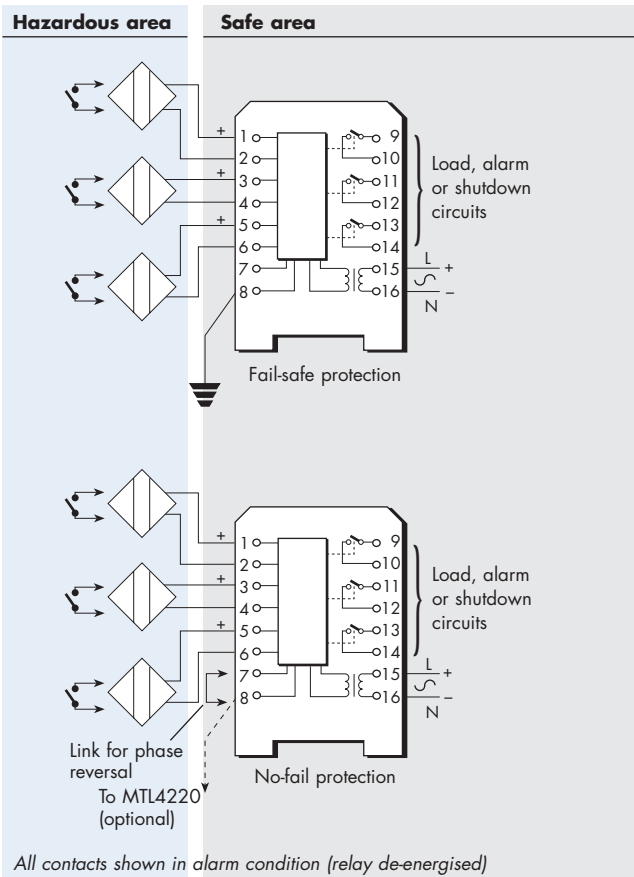 Hazardous area
Safe area
+
1
2
+
3
4
+
5
6
7
8
9
10
11
12
13
14
15
16
Load, alarm
or shutdown
circuits
L
+
N
−
Fail-safe protection
+
1
2
+
3
4
+
5
6
7
8
9
10
11
12
13
14
15
16
Load, alarm
or shutdown
circuits
L
+
N
−
Link for phase
reversal
To MTL4220
(optional)
No-fail protection
All contacts shown in alarm condition (relay de-energised)